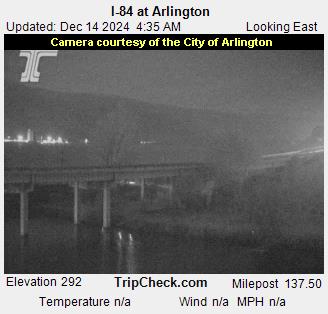 I-84 at Arlington
Updated: Dec 14 2024 4:35 AM Looking East
Camera courtesy of the City of Arlington
Elevation 292 TripCheck.com Milepost 137.50
Temperature n/a Wind n/a MPH n/a